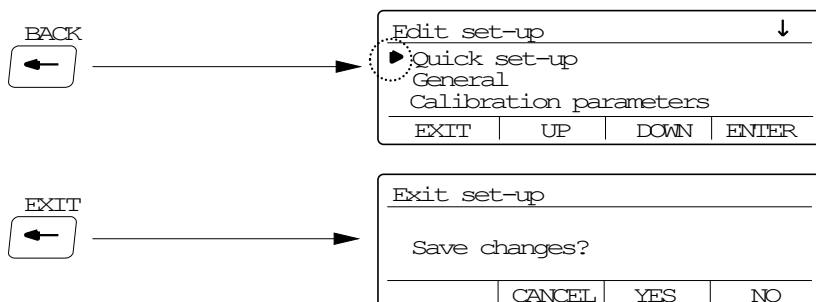 BACK
Edit set-up ↓
Quick set-up
General
Calibration parameters
EXIT UP DOWN ENTER
EXIT
Exit set-up
Save changes?
CANCEL YES NO